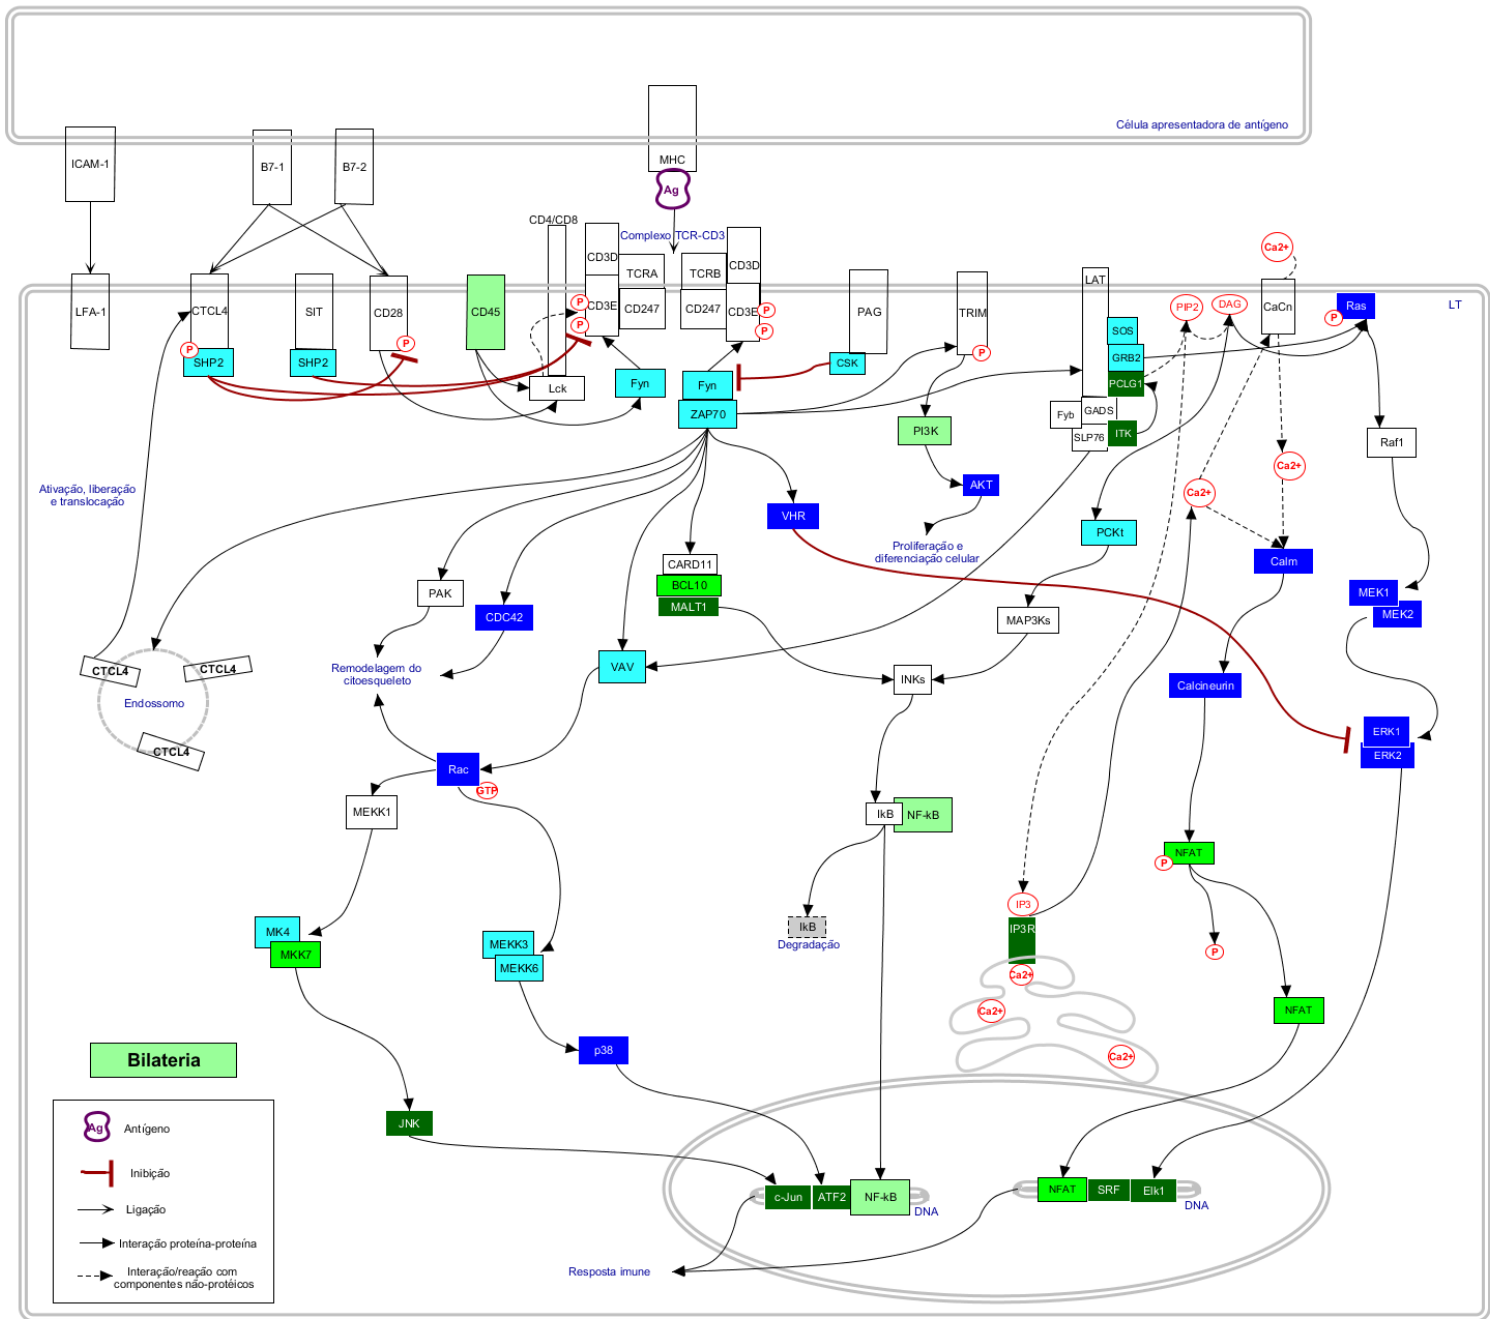 Célula apresentadora de antígeno
ICAM-1
B7-1
B7-2
MHC
Ag
CD4/CD8
Complexo TCR-CD3
CD3D
TCRA
TCRB
CD3D
Ca2+
LFA-1
CTCL4
SIT
CD28
CD45
CD3E
CD247
CD247
CD3E
PAG
TRIM
LAT
PIP2
DAG
CaCn
Ras
LT
P
P
P
P
P
P
P
P
SHP2
SHP2
Lck
Fyn
Fyn
ZAP70
CSK
SOS
GRB2
PCLG1
Fyb
GADS
SLP76
ITK
PI3K
Raf1
Ativação, liberação
e translocação
AKT
Ca2+
Ca2+
VHR
PCKt
Proliferação e
diferenciação celular
Calm
CARD11
BCL10
MALT1
PAK
CDC42
MAP3Ks
MEK1
MEK2
CTCL4
CTCL4
CTCL4
Endossomo
Remodelagem do
citoesqueleto
VAV
INKs
Calcineurin
ERK1
ERK2
Rac
GTP
MEKK1
IkB
NF-kB
NFAT
P
P
MK4
MKK7
MEKK3
MEKK6
IkB
Degradação
IP3
IP3R
Ca2+
Ca2+
Ca2+
NFAT
p38
Bilateria
JNK
c-Jun
ATF2
NF-kB
DNA
NFAT
SRF
Elk1
DNA
Resposta imune
Ag
Antígeno
Inibição
Ligação
Interação proteína-proteína
Interação/reação com
componentes não-protéicos